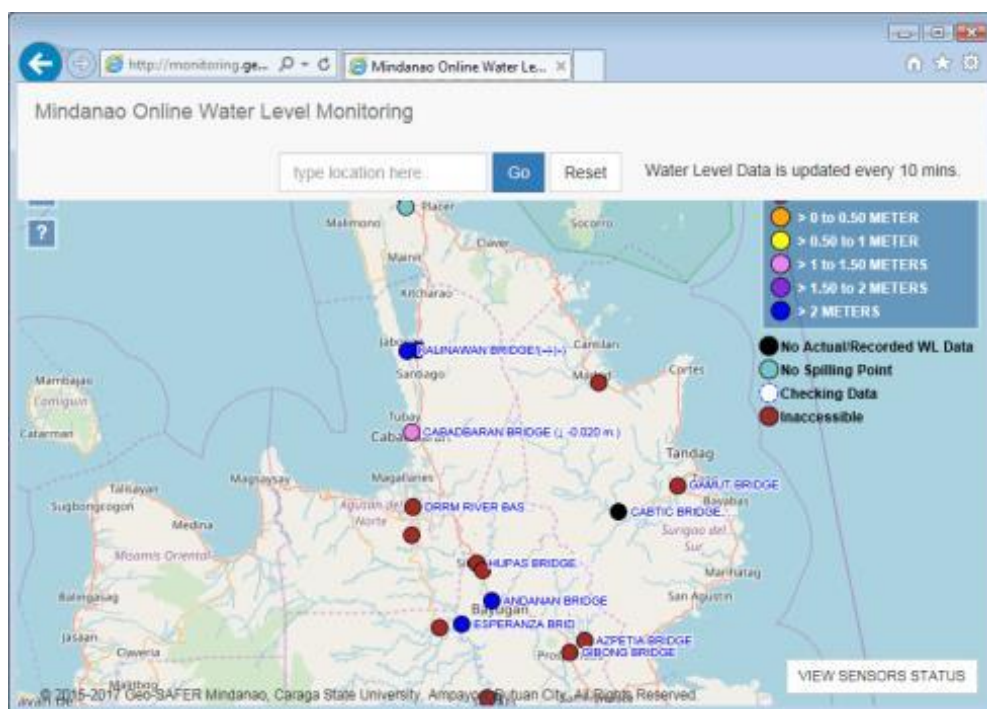 http://monitoring.ge...
Mindanao Online Water Le...
Mindanao Online Water Level Monitoring
type location here
Go
Reset
Water Level Data is updated every 10 mins.
?
Placer
Malimono
Socorro
Claver
Mainit
Kitcharao
> 0 to 0.50 METER
> 0.50 to 1 METER
> 1 to 1.50 METERS
> 1.50 to 2 METERS
> 2 METERS
No Actual/Recorded WL Data
No Spilling Point
Checking Data
Inaccessible
KALINAWAN BRIDGE
Santiago
Carmen
Cortes
Mambajao
Camiguin
Catarman
Tubay
CABADBARAN BRIDGE (↓ -0.020 m.)
Tandag
Magallanes
Magsaysay
Talisayan
Sugbongcogon
Medina
Agusan del Norte
DRRM RIVER BAS
GAMUT BRIDGE
Bayabas
CABTIC BRIDGE..
Surigao del Sur
Misamis Oriental
HUPAS BRIDGE
Marihatag
Balingasag
ANDANAN BRIDGE
San Agustin
Bayugan
ESPERANZA BRID
Jasaan
AZPETIA BRIDGE
GIBONG BRIDGE
Claveria
VIEW SENSORS STATUS
© 2015-2017 Geo-SAFER Mindanao, Caraga State University, Ampayon, Butuan City, All Rights Reserved.